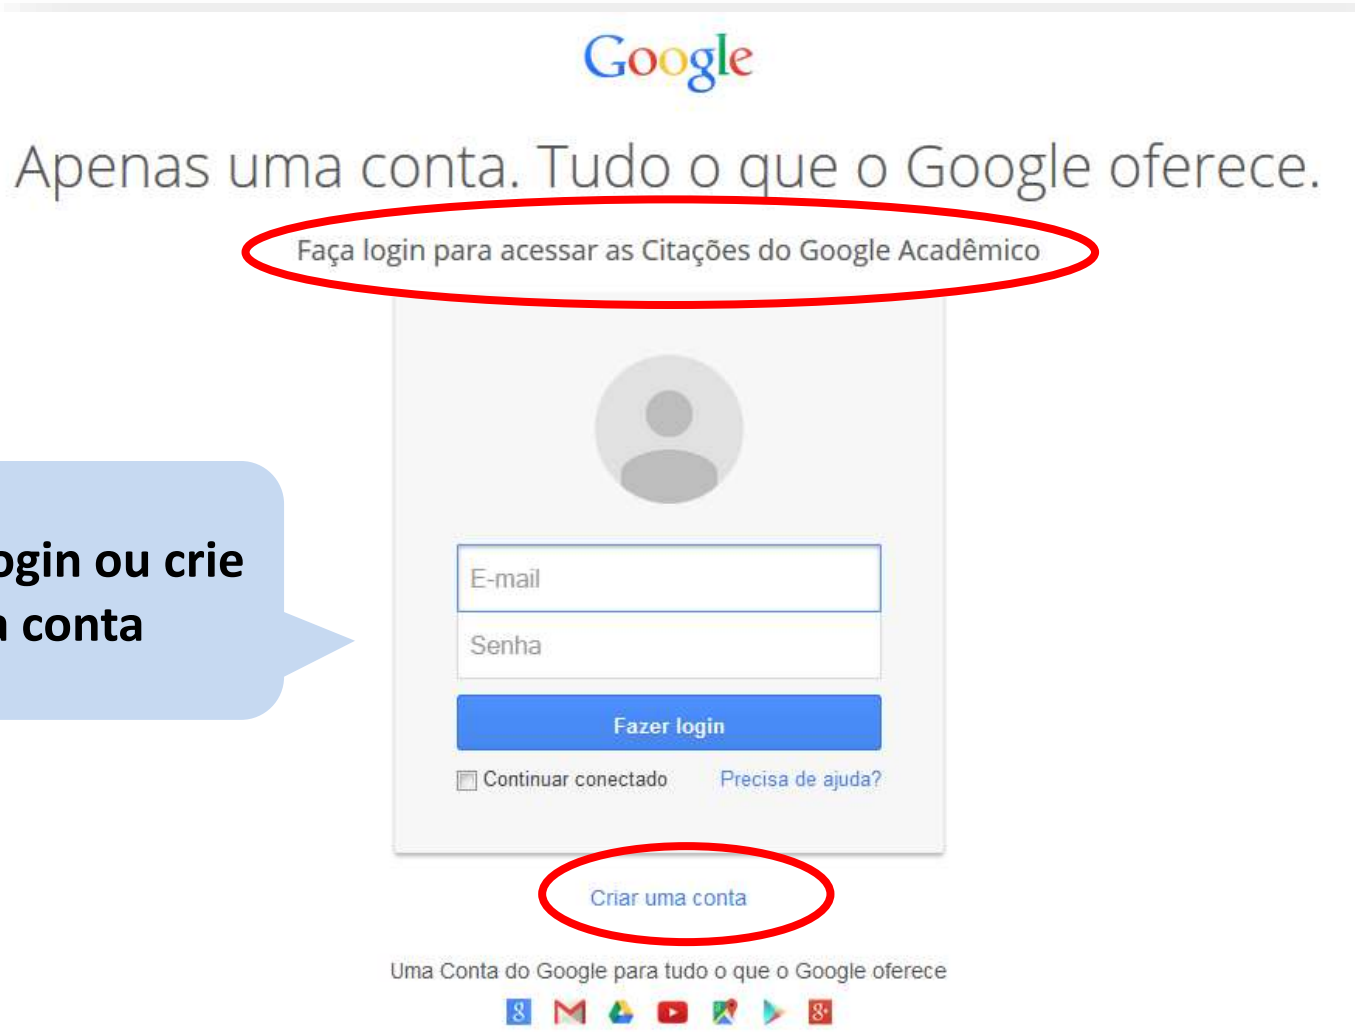 Google
Apenas uma conta. Tudo o que o Google oferece.
Faça login para acessar as Citações do Google Acadêmico
ogin ou crie
conta
E-mail
Senha
Fazer login
Continuar conectado
Precisa de ajuda?
Criar uma conta
Uma Conta do Google para tudo o que o Google oferece